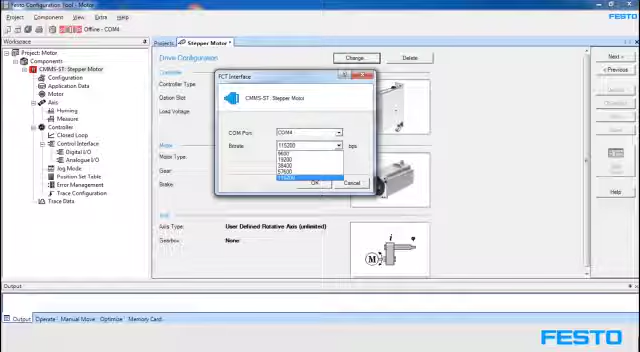 Festo Configuration Tool - Motor
Project Component View Extra Help
FESTO
Offline - COM4
Workspace
Project: Motor
Components
CMMS-ST: Stepper Motor
Configuration
Application Data
Motor
Axis
Homing
Measure
Controller
Closed Loop
Control Interface
Digital I/O
Analogue I/O
Jog Mode
Position Set Table
Error Management
Trace Configuration
Trace Data
Projects Stepper Motor *
Drive Configuration
Change...
Delete
Controller
Controller Type
Option Slot
Load Voltage
Motor
Motor Type
Gear
Brake
Axis
Axis Type User Defined Rotative Axis (unlimited)
Gearbox None
i
M
FCT Interface
CMMS-ST: Stepper Motor
COM Port: COM4
Bitrate: 115200 bps
9600
19200
38400
57600
115200
OK Cancel
Next >
< Previous
Help
Output
Output Operate Manual Move Optimize Memory Card
FESTO